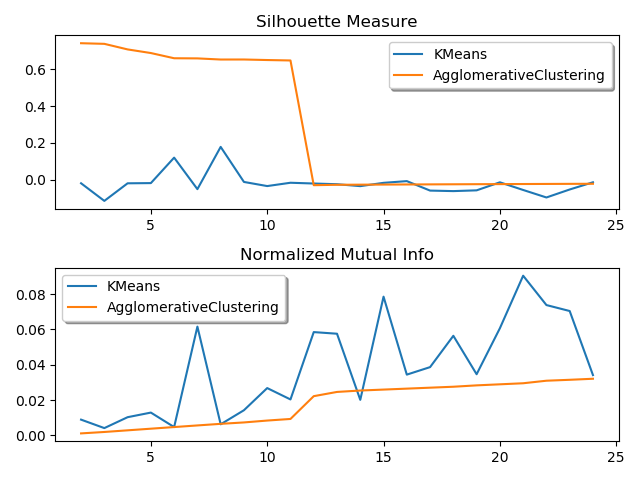 Silhouette Measure
KMeans
AgglomerativeClustering
0.6
0.4
0.2
0.0
5 10 15 20 25
Normalized Mutual Info
KMeans
AgglomerativeClustering
0.08
0.06
0.04
0.02
0.00
5 10 15 20 25